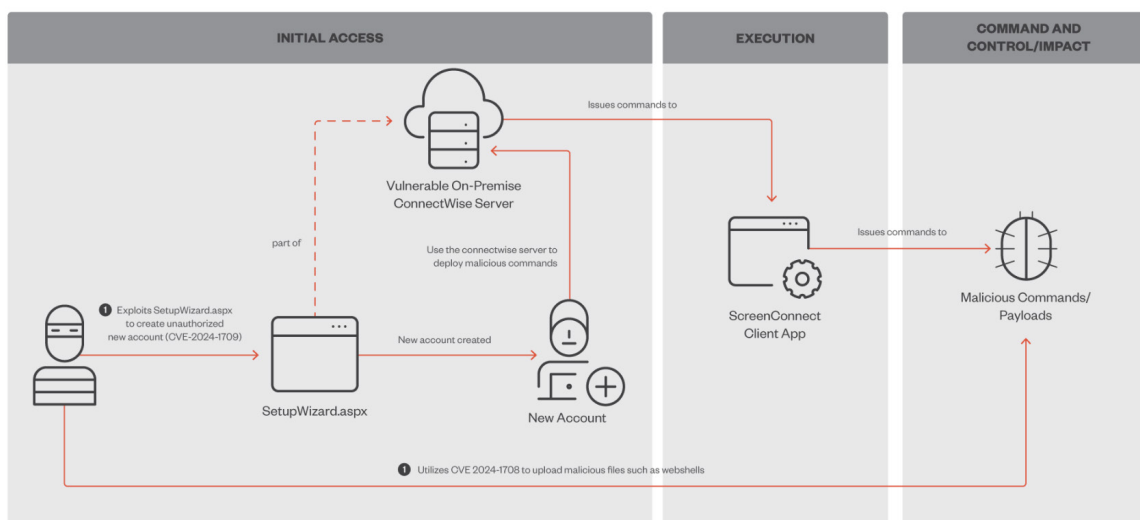 INITIAL ACCESS
EXECUTION
COMMAND AND
CONTROL/IMPACT
Issues commands to
Vulnerable On-Premise
ConnectWise Server
part of
Use the connectwise server to
deploy malicious commands
Issues commands to
ScreenConnect
Client App
Malicious Commands/
Payloads
1 Exploits SetupWizard.aspx
to create unauthorized
new account (CVE-2024-1709)
New account created
SetupWizard.aspx
New Account
1 Utilizes CVE 2024-1708 to upload malicious files such as webshells